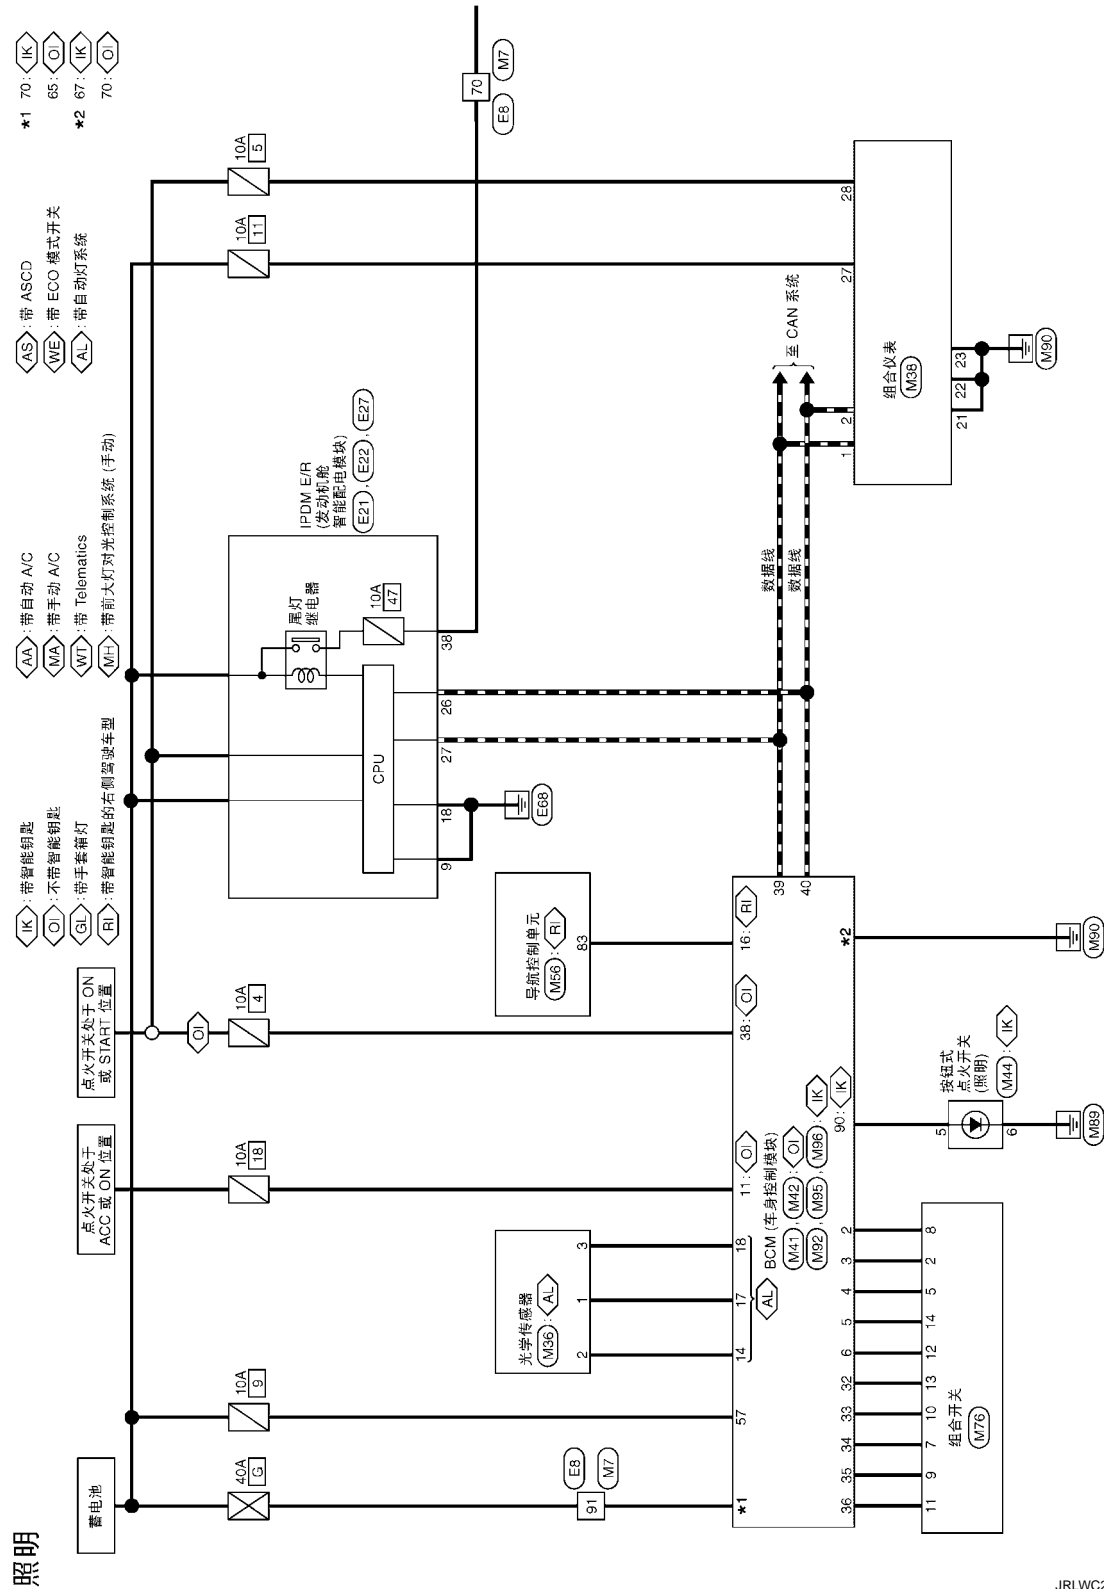 照明
蓄电池
点火开关处于
ACC 或 ON 位置
点火开关处于 ON
或 START 位置
IK : 带智能钥匙
OI : 不带智能钥匙
GL : 带手套箱灯
RI : 带智能钥匙的右侧驾驶车型
AA : 带自动 A/C
MA : 带手动 A/C
WT : 带 Telematics
MH : 带前大灯对光控制系统 (手动)
AS : 带 ASCD
WE : 带 ECO 模式开关
AL : 带自动灯系统
*1 70: IK
65: OI
*2 67: IK
70: OI
40A
G
10A
9
10A
18
OI
10A
4
10A
11
10A
5
IPDM E/R
(发动机舱
智能配电模块)
E21 , E22 , E27
尾灯
继电器
10A
47
CPU
9
18
27
26
38
E68
70
E8
M7
91
E8
M7
光学传感器
M36 : AL
2
1
3
导航控制单元
M56 : RI
83
数据线
数据线
至 CAN 系统
*1
57
14
17
18
AL
11: OI
38: OI
16: RI
39
40
BCM (车身控制模块)
M41 , M42 : OI
M92 , M95 , M96 : IK
36
35
34
33
32
6
5
4
3
2
90: IK
*2
11
9
7
10
13
12
14
5
2
8
组合开关
M76
按钮式
点火开关
(照明)
M44 : IK
5
6
M89
M90
1
2
27
28
组合仪表
M38
21
22
23
M90